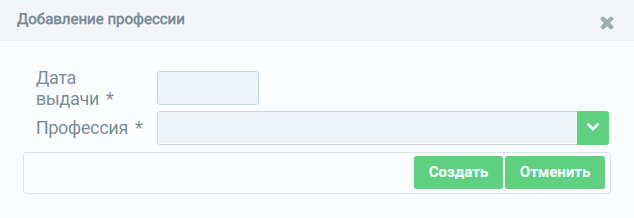 Добавление профессии
Дата
выдачи *
Профессия *
Создать Отменить